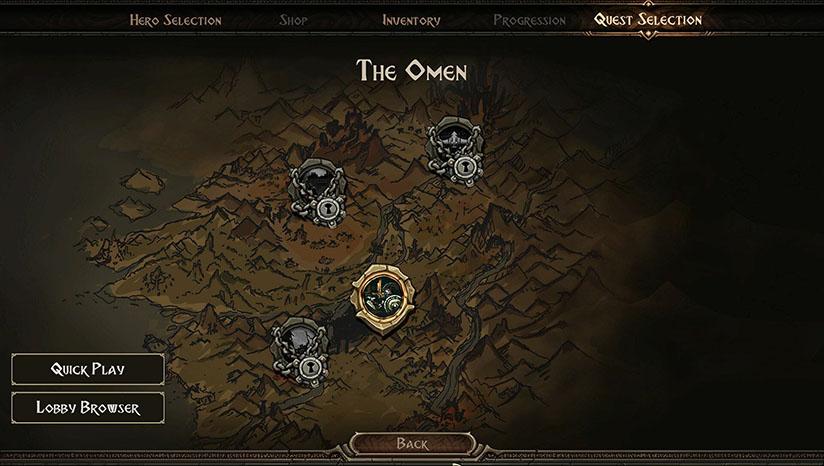 Hero Selection
Shop
Inventory
Progression
Quest Selection
The Omen
Quick Play
Lobby Browser
Back